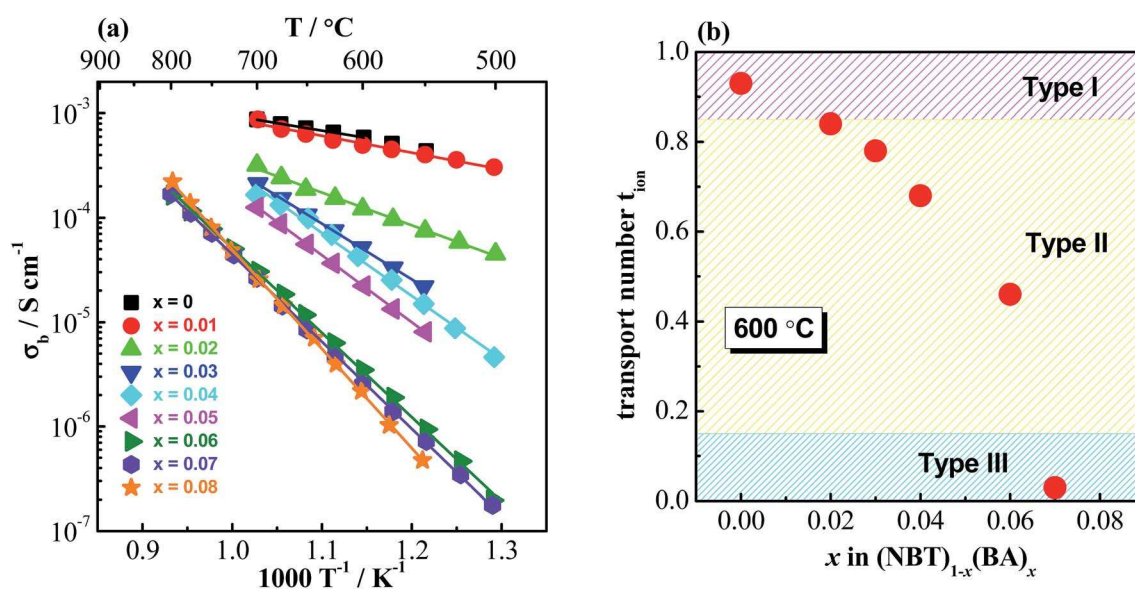 (a)
T / °C
900 800 700 600 500
10⁻³
10⁻⁴
10⁻⁵
10⁻⁶
10⁻⁷
σb / S cm⁻¹
x = 0
x = 0.01
x = 0.02
x = 0.03
x = 0.04
x = 0.05
x = 0.06
x = 0.07
x = 0.08
0.9 1.0 1.1 1.2 1.3
1000 T⁻¹ / K⁻¹
(b)
1.0
0.8
0.6
0.4
0.2
0.0
transport number tion
Type I
Type II
600 °C
Type III
0.00 0.02 0.04 0.06 0.08
x in (NBT)1-x(BA)x